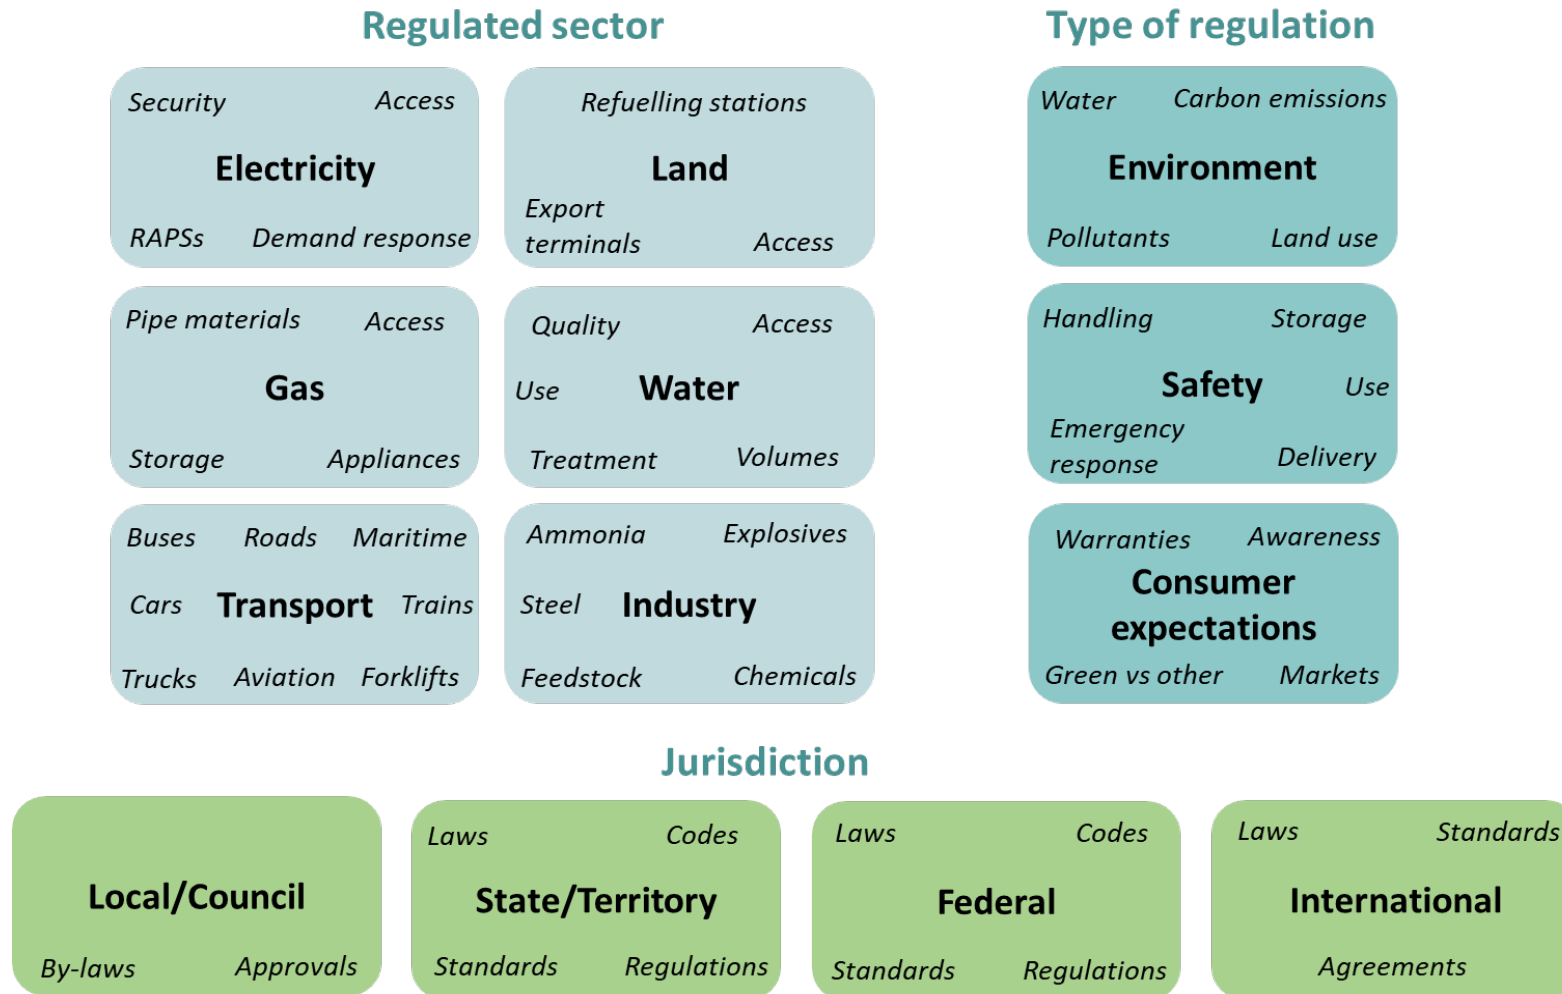 Regulated sector
Type of regulation
Security
Access
Electricity
RAPSs
Demand response
Refuelling stations
Land
Export
terminals
Access
Water
Carbon emissions
Environment
Pollutants
Land use
Pipe materials
Access
Gas
Storage
Appliances
Quality
Access
Use
Water
Treatment
Volumes
Handling
Storage
Safety
Use
Emergency
response
Delivery
Buses
Roads
Maritime
Cars
Transport
Trains
Trucks
Aviation
Forklifts
Ammonia
Explosives
Steel
Industry
Feedstock
Chemicals
Warranties
Awareness
Consumer
expectations
Green vs other
Markets
Jurisdiction
Local/Council
By-laws
Approvals
Laws
Codes
State/Territory
Standards
Regulations
Laws
Codes
Federal
Standards
Regulations
Laws
Standards
International
Agreements